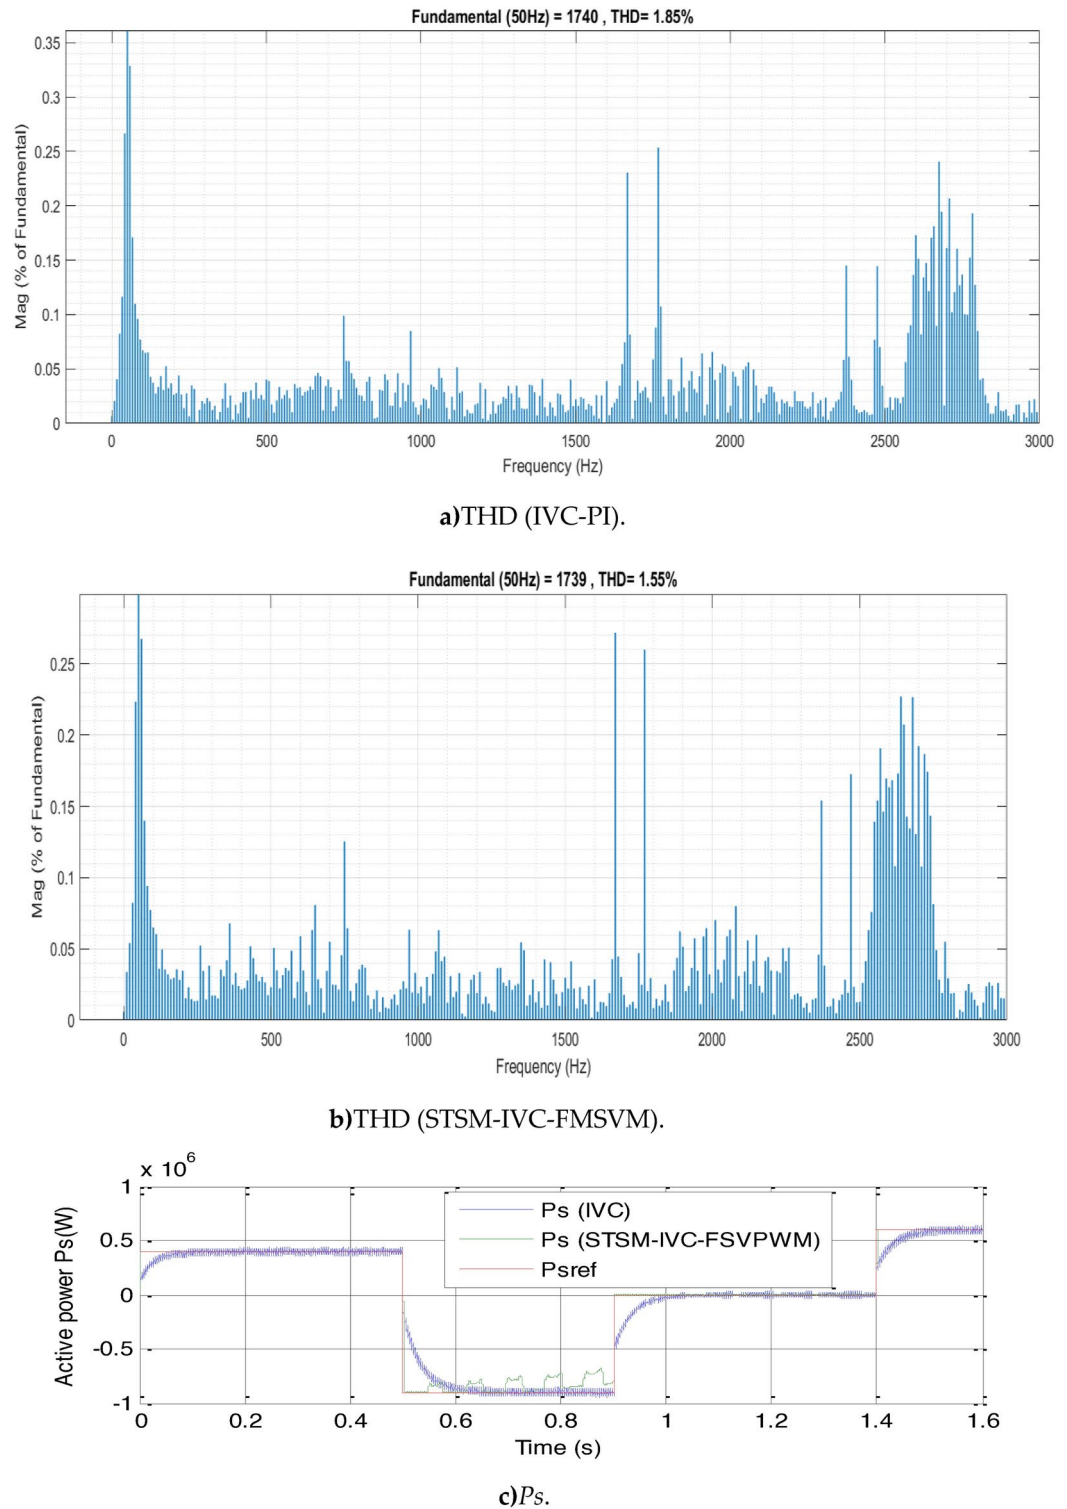 Fundamental (50Hz) = 1740 , THD= 1.85%
Mag (% of Fundamental)
0.35
0.3
0.25
0.2
0.15
0.1
0.05
0
0 500 1000 1500 2000 2500 3000
Frequency (Hz)
a)THD (IVC-PI).
Fundamental (50Hz) = 1739 , THD= 1.55%
Mag (% of Fundamental)
0.25
0.2
0.15
0.1
0.05
0
0 500 1000 1500 2000 2500 3000
Frequency (Hz)
b)THD (STSM-IVC-FMSVM).
x 10^6
Active power Ps(W)
1
0.5
0
-0.5
-1
Ps (IVC)
Ps (STSM-IVC-FSVPWM)
Psref
0 0.2 0.4 0.6 0.8 1 1.2 1.4 1.6
Time (s)
c)Ps.